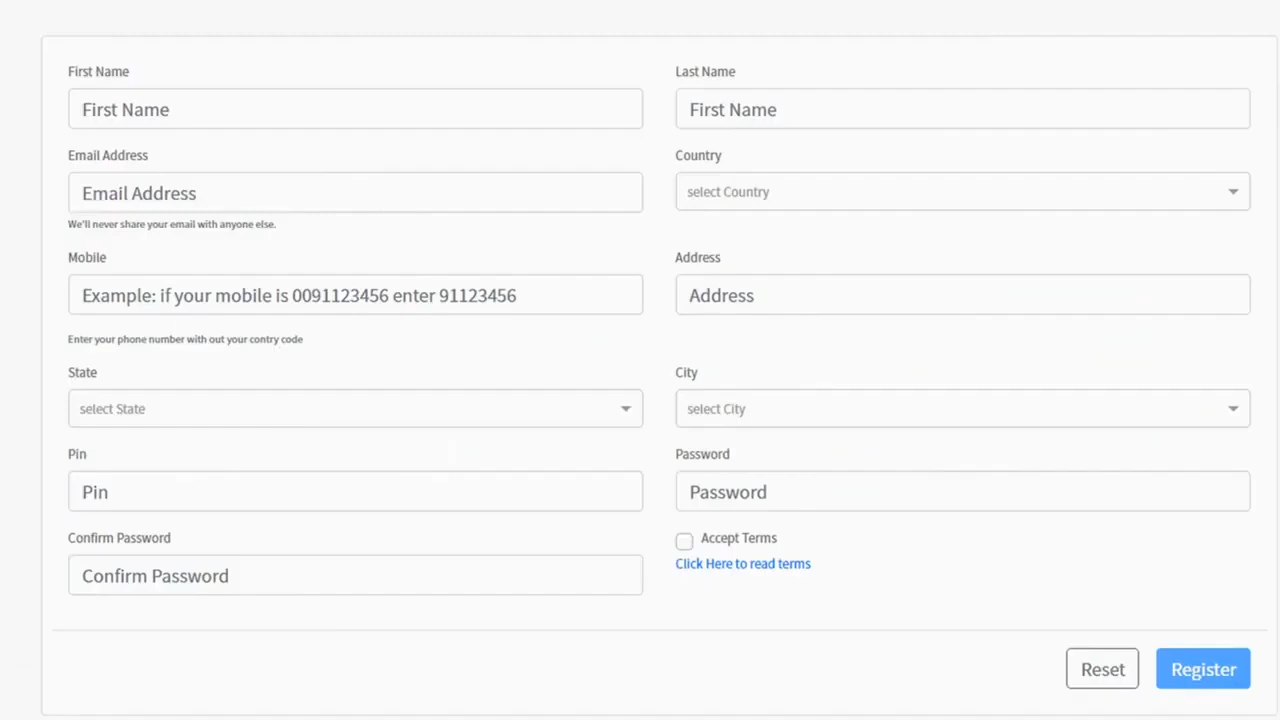 First Name
Last Name
First Name
First Name
Email Address
Country
Email Address
select Country
We'll never share your email with anyone else.
Mobile
Address
Example: if your mobile is 0091123456 enter 91123456
Address
Enter your phone number with out your contry code
State
City
select State
select City
Pin
Password
Pin
Password
Confirm Password
Accept Terms
Click Here to read terms
Confirm Password
Reset
Register